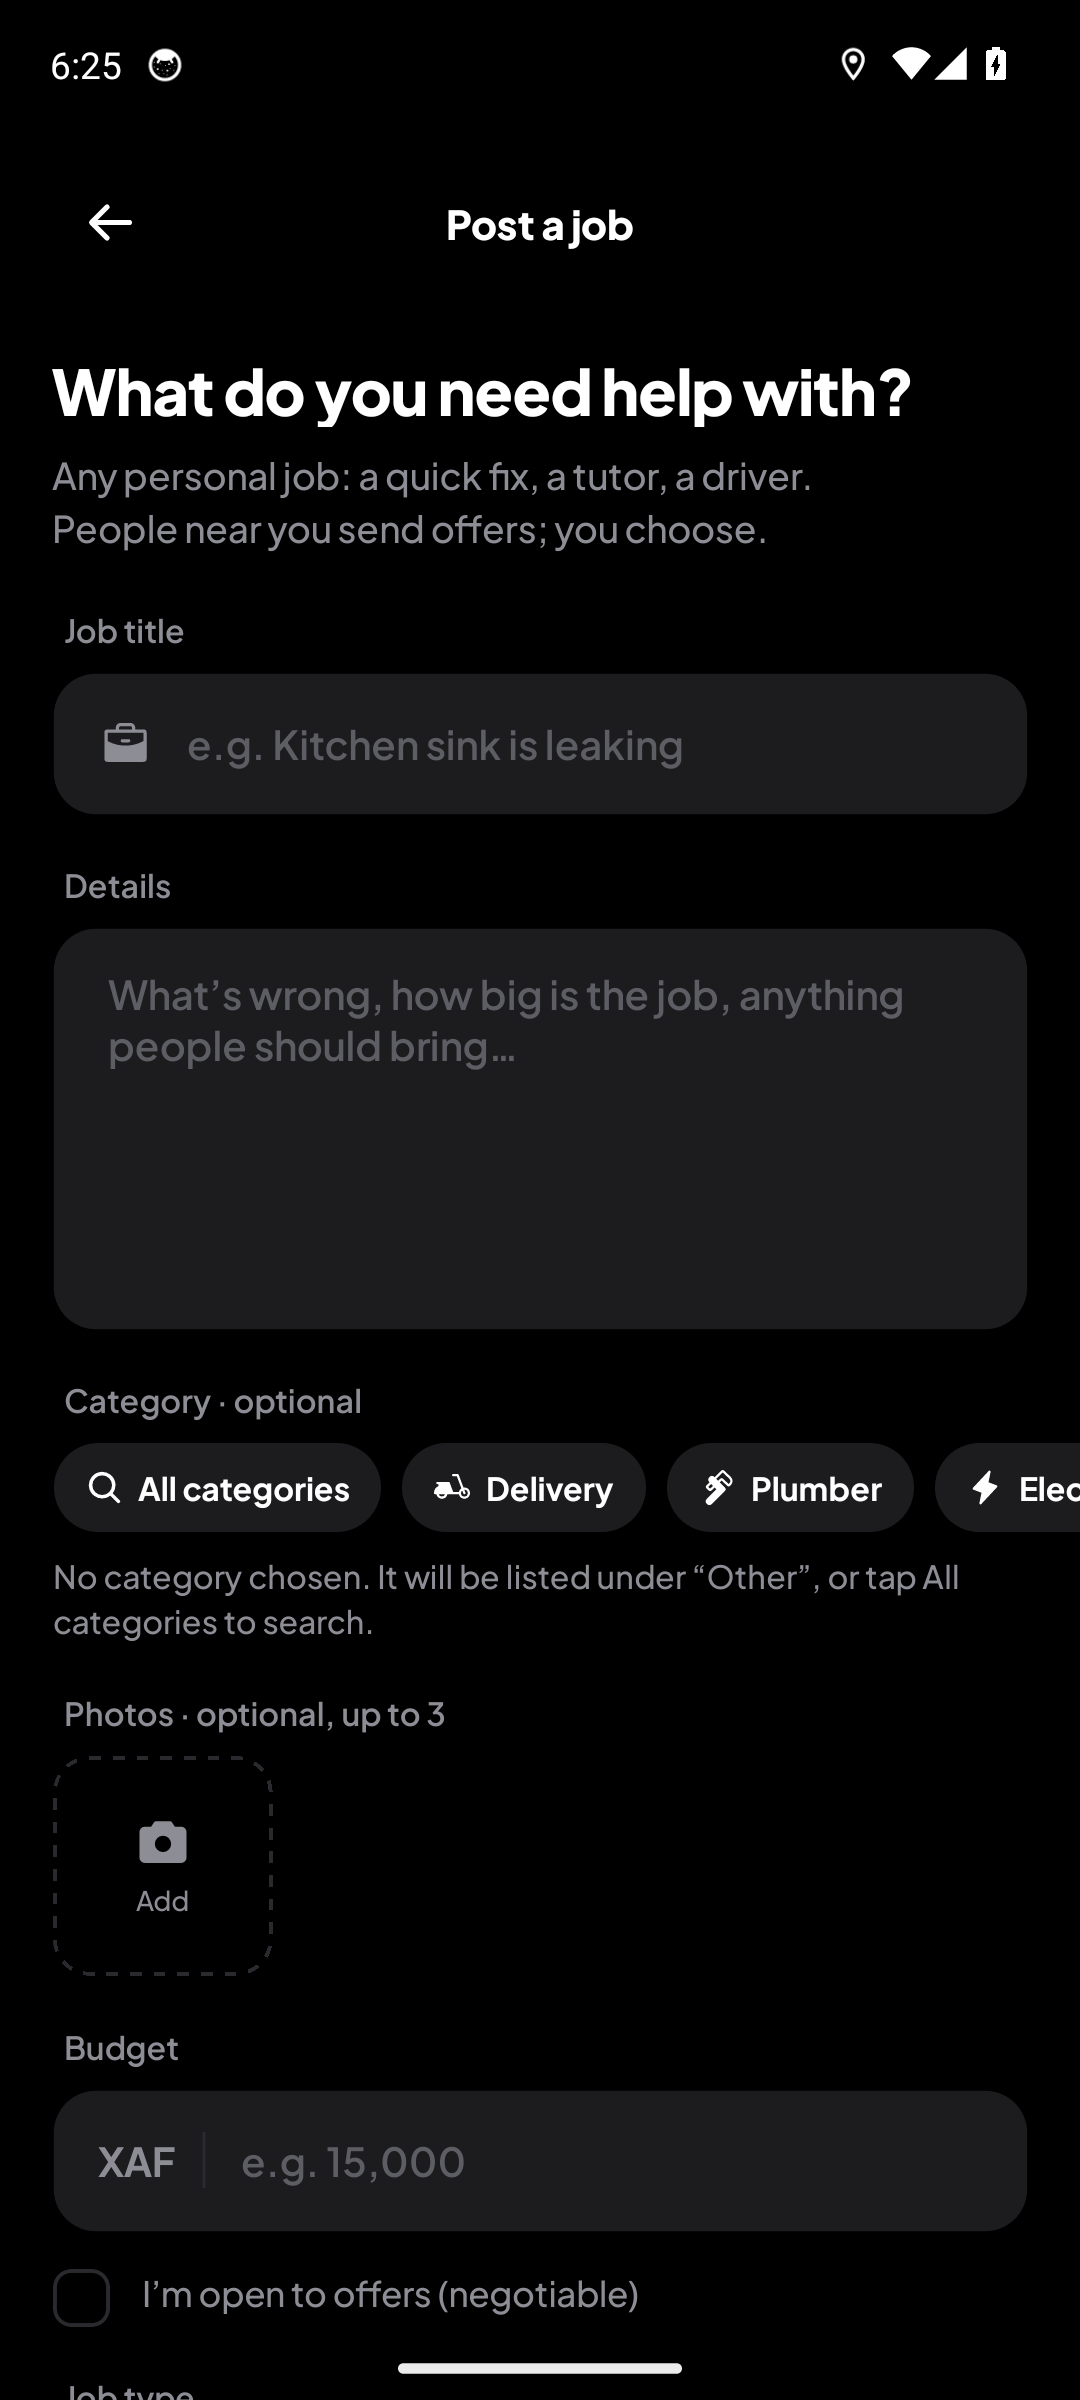 6:25
Post a job
What do you need help with?
Any personal job: a quick fix, a tutor, a driver.
People near you send offers; you choose.
Job title
e.g. Kitchen sink is leaking
Details
What’s wrong, how big is the job, anything
people should bring…
Category · optional
All categories
Delivery
Plumber
Elec
No category chosen. It will be listed under “Other”, or tap All
categories to search.
Photos · optional, up to 3
Add
Budget
XAF
e.g. 15,000
I’m open to offers (negotiable)
Job type